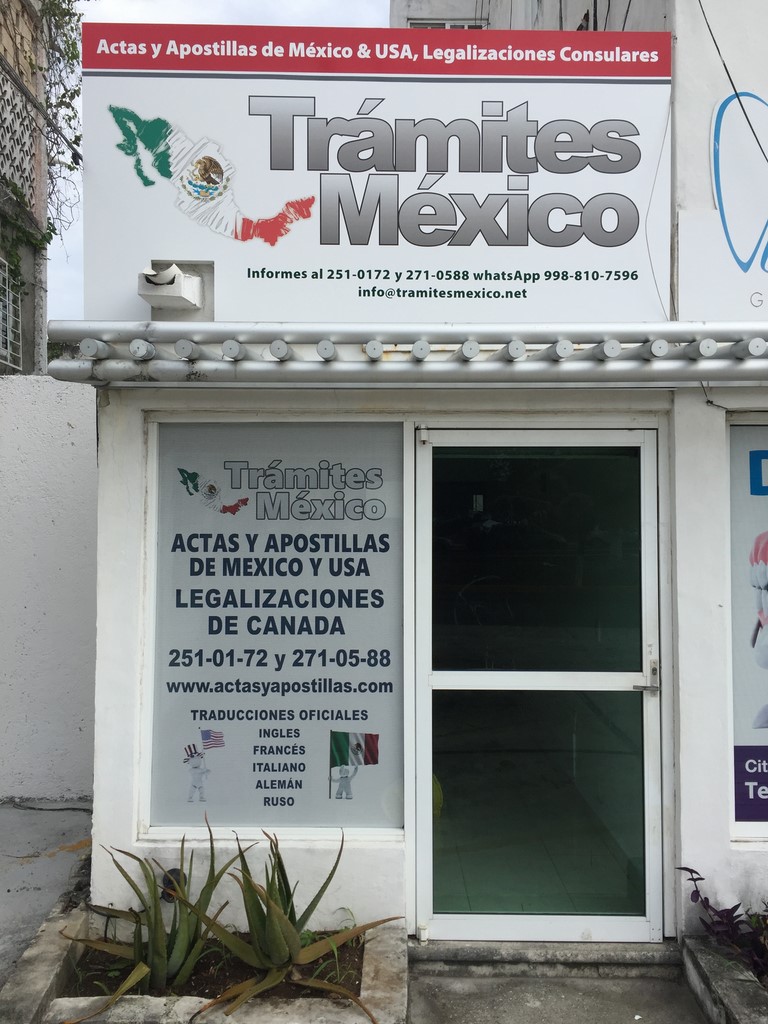 Actas y Apostillas de México & USA, Legalizaciones Consulares
Trámites
México
Informes al 251-0172 y 271-0588 whatsApp 998-810-7596
info@tramitesmexico.net
Trámites
México
ACTAS Y APOSTILLAS
DE MEXICO Y USA
LEGALIZACIONES
DE CANADA
251-01-72 y 271-05-88
www.actasyapostillas.com
TRADUCCIONES OFICIALES
INGLES
FRANCÉS
ITALIANO
ALEMÁN
RUSO
G
Cit
Te